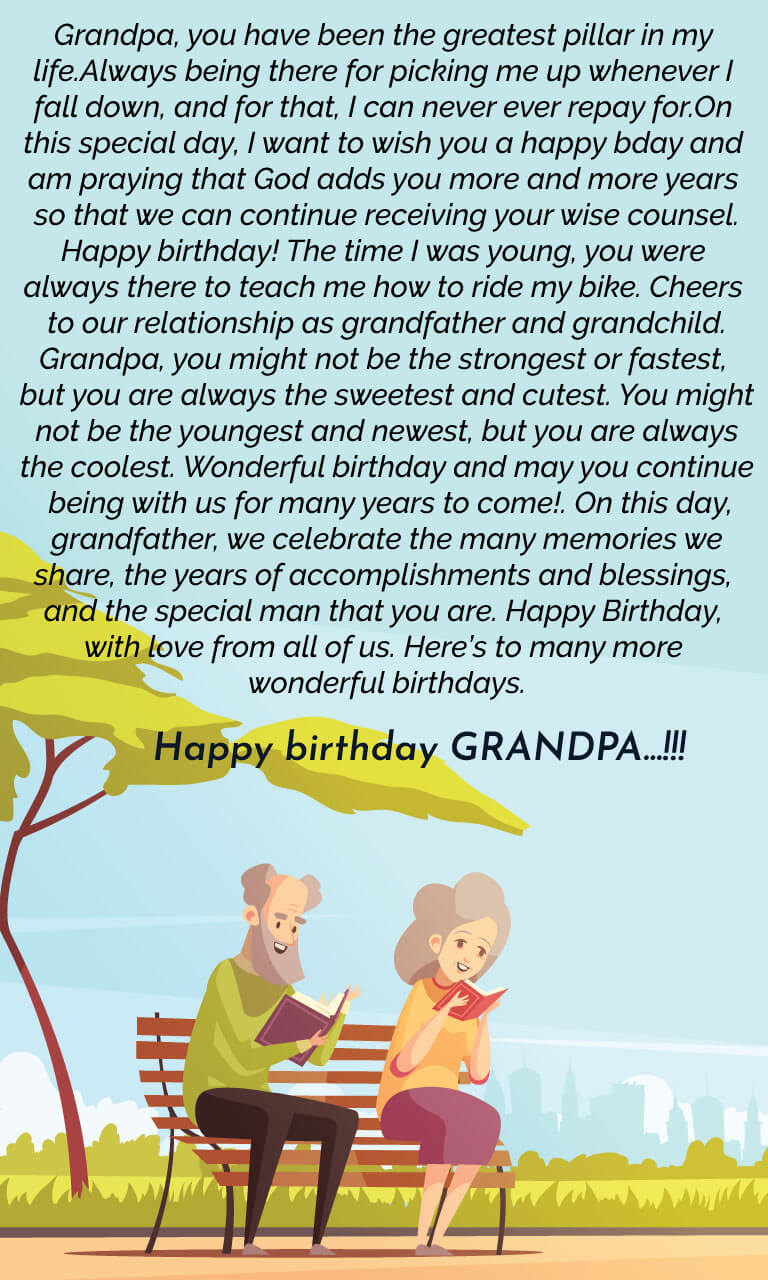 Grandpa, you have been the greatest pillar in my
life.Always being there for picking me up whenever I
fall down, and for that, I can never ever repay for.On
this special day, I want to wish you a happy bday and
am praying that God adds you more and more years
so that we can continue receiving your wise counsel.
Happy birthday! The time I was young, you were
always there to teach me how to ride my bike. Cheers
to our relationship as grandfather and grandchild.
Grandpa, you might not be the strongest or fastest,
but you are always the sweetest and cutest. You might
not be the youngest and newest, but you are always
the coolest. Wonderful birthday and may you continue
being with us for many years to come!. On this day,
grandfather, we celebrate the many memories we
share, the years of accomplishments and blessings,
and the special man that you are. Happy Birthday,
with love from all of us. Here’s to many more
wonderful birthdays.
Happy birthday GRANDPA...!!!